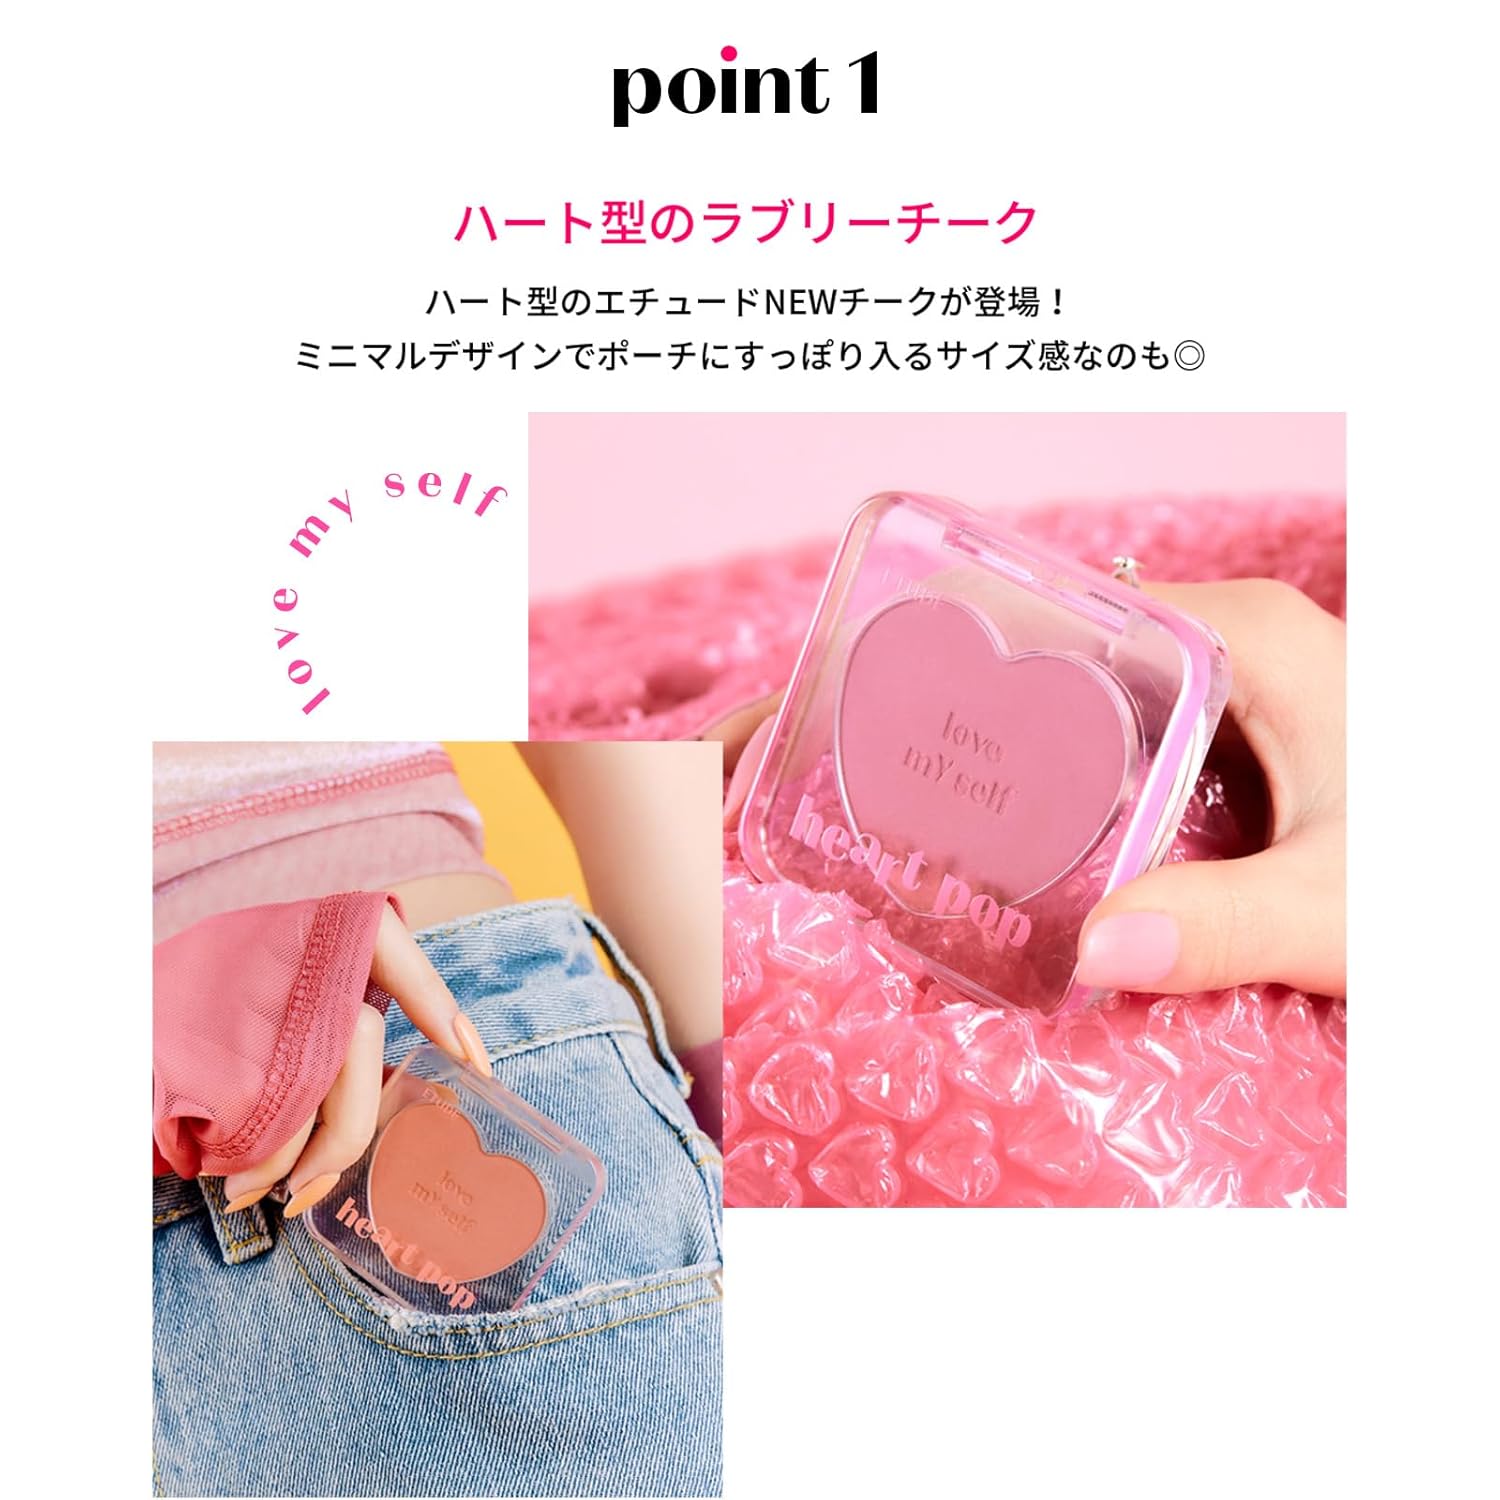 point 1
ハート型のラブリーチーク
ハート型のエチュードNEWチークが登場！
ミニマルデザインでポーチにすっぽり入るサイズ感なのも◎
love my self
love
my self
heart pop
love
my self
heart pop